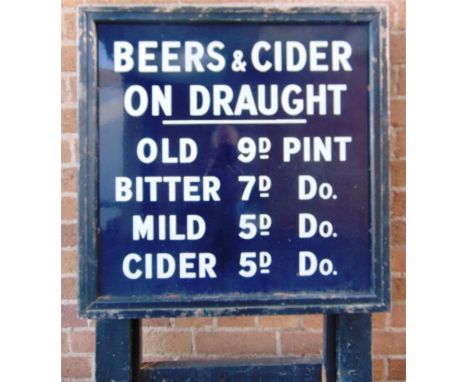 BEERS & CIDER
ON DRAUGHT
OLD 9D PINT
BITTER 7D Do.
MILD 5D Do.
CIDER 5D Do.